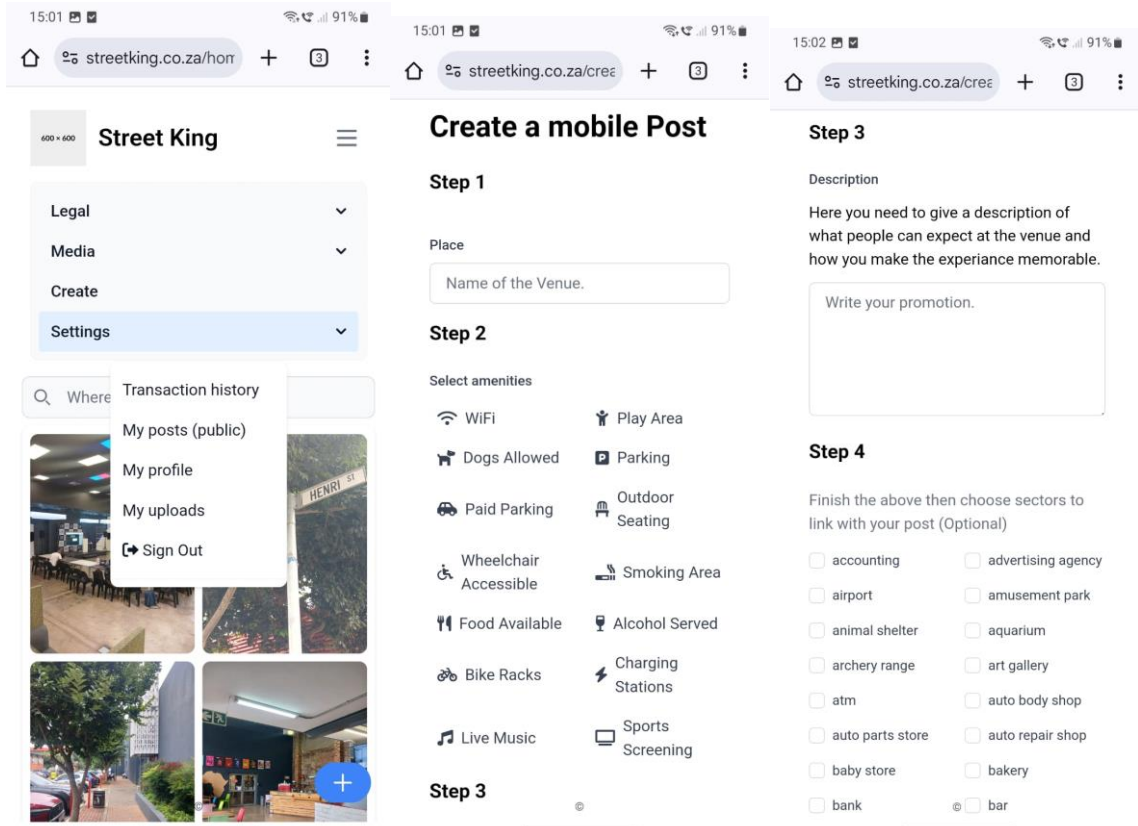 15:01
91%
streetking.co.za/hom
3
600 × 600
Street King
Legal
Media
Create
Settings
Where
Transaction history
My posts (public)
My profile
My uploads
Sign Out
HENRI ST
©
15:01
91%
streetking.co.za/crea
3
Create a mobile Post
Step 1
Place
Name of the Venue.
Step 2
Select amenities
WiFi
Play Area
Dogs Allowed
Parking
Paid Parking
Outdoor
Seating
Wheelchair
Accessible
Smoking Area
Food Available
Alcohol Served
Bike Racks
Charging
Stations
Live Music
Sports
Screening
Step 3
©
15:02
91%
streetking.co.za/crea
3
Step 3
Description
Here you need to give a description of
what people can expect at the venue and
how you make the experiance memorable.
Write your promotion.
Step 4
Finish the above then choose sectors to
link with your post (Optional)
accounting
advertising agency
airport
amusement park
animal shelter
aquarium
archery range
art gallery
atm
auto body shop
auto parts store
auto repair shop
baby store
bakery
bank
© bar